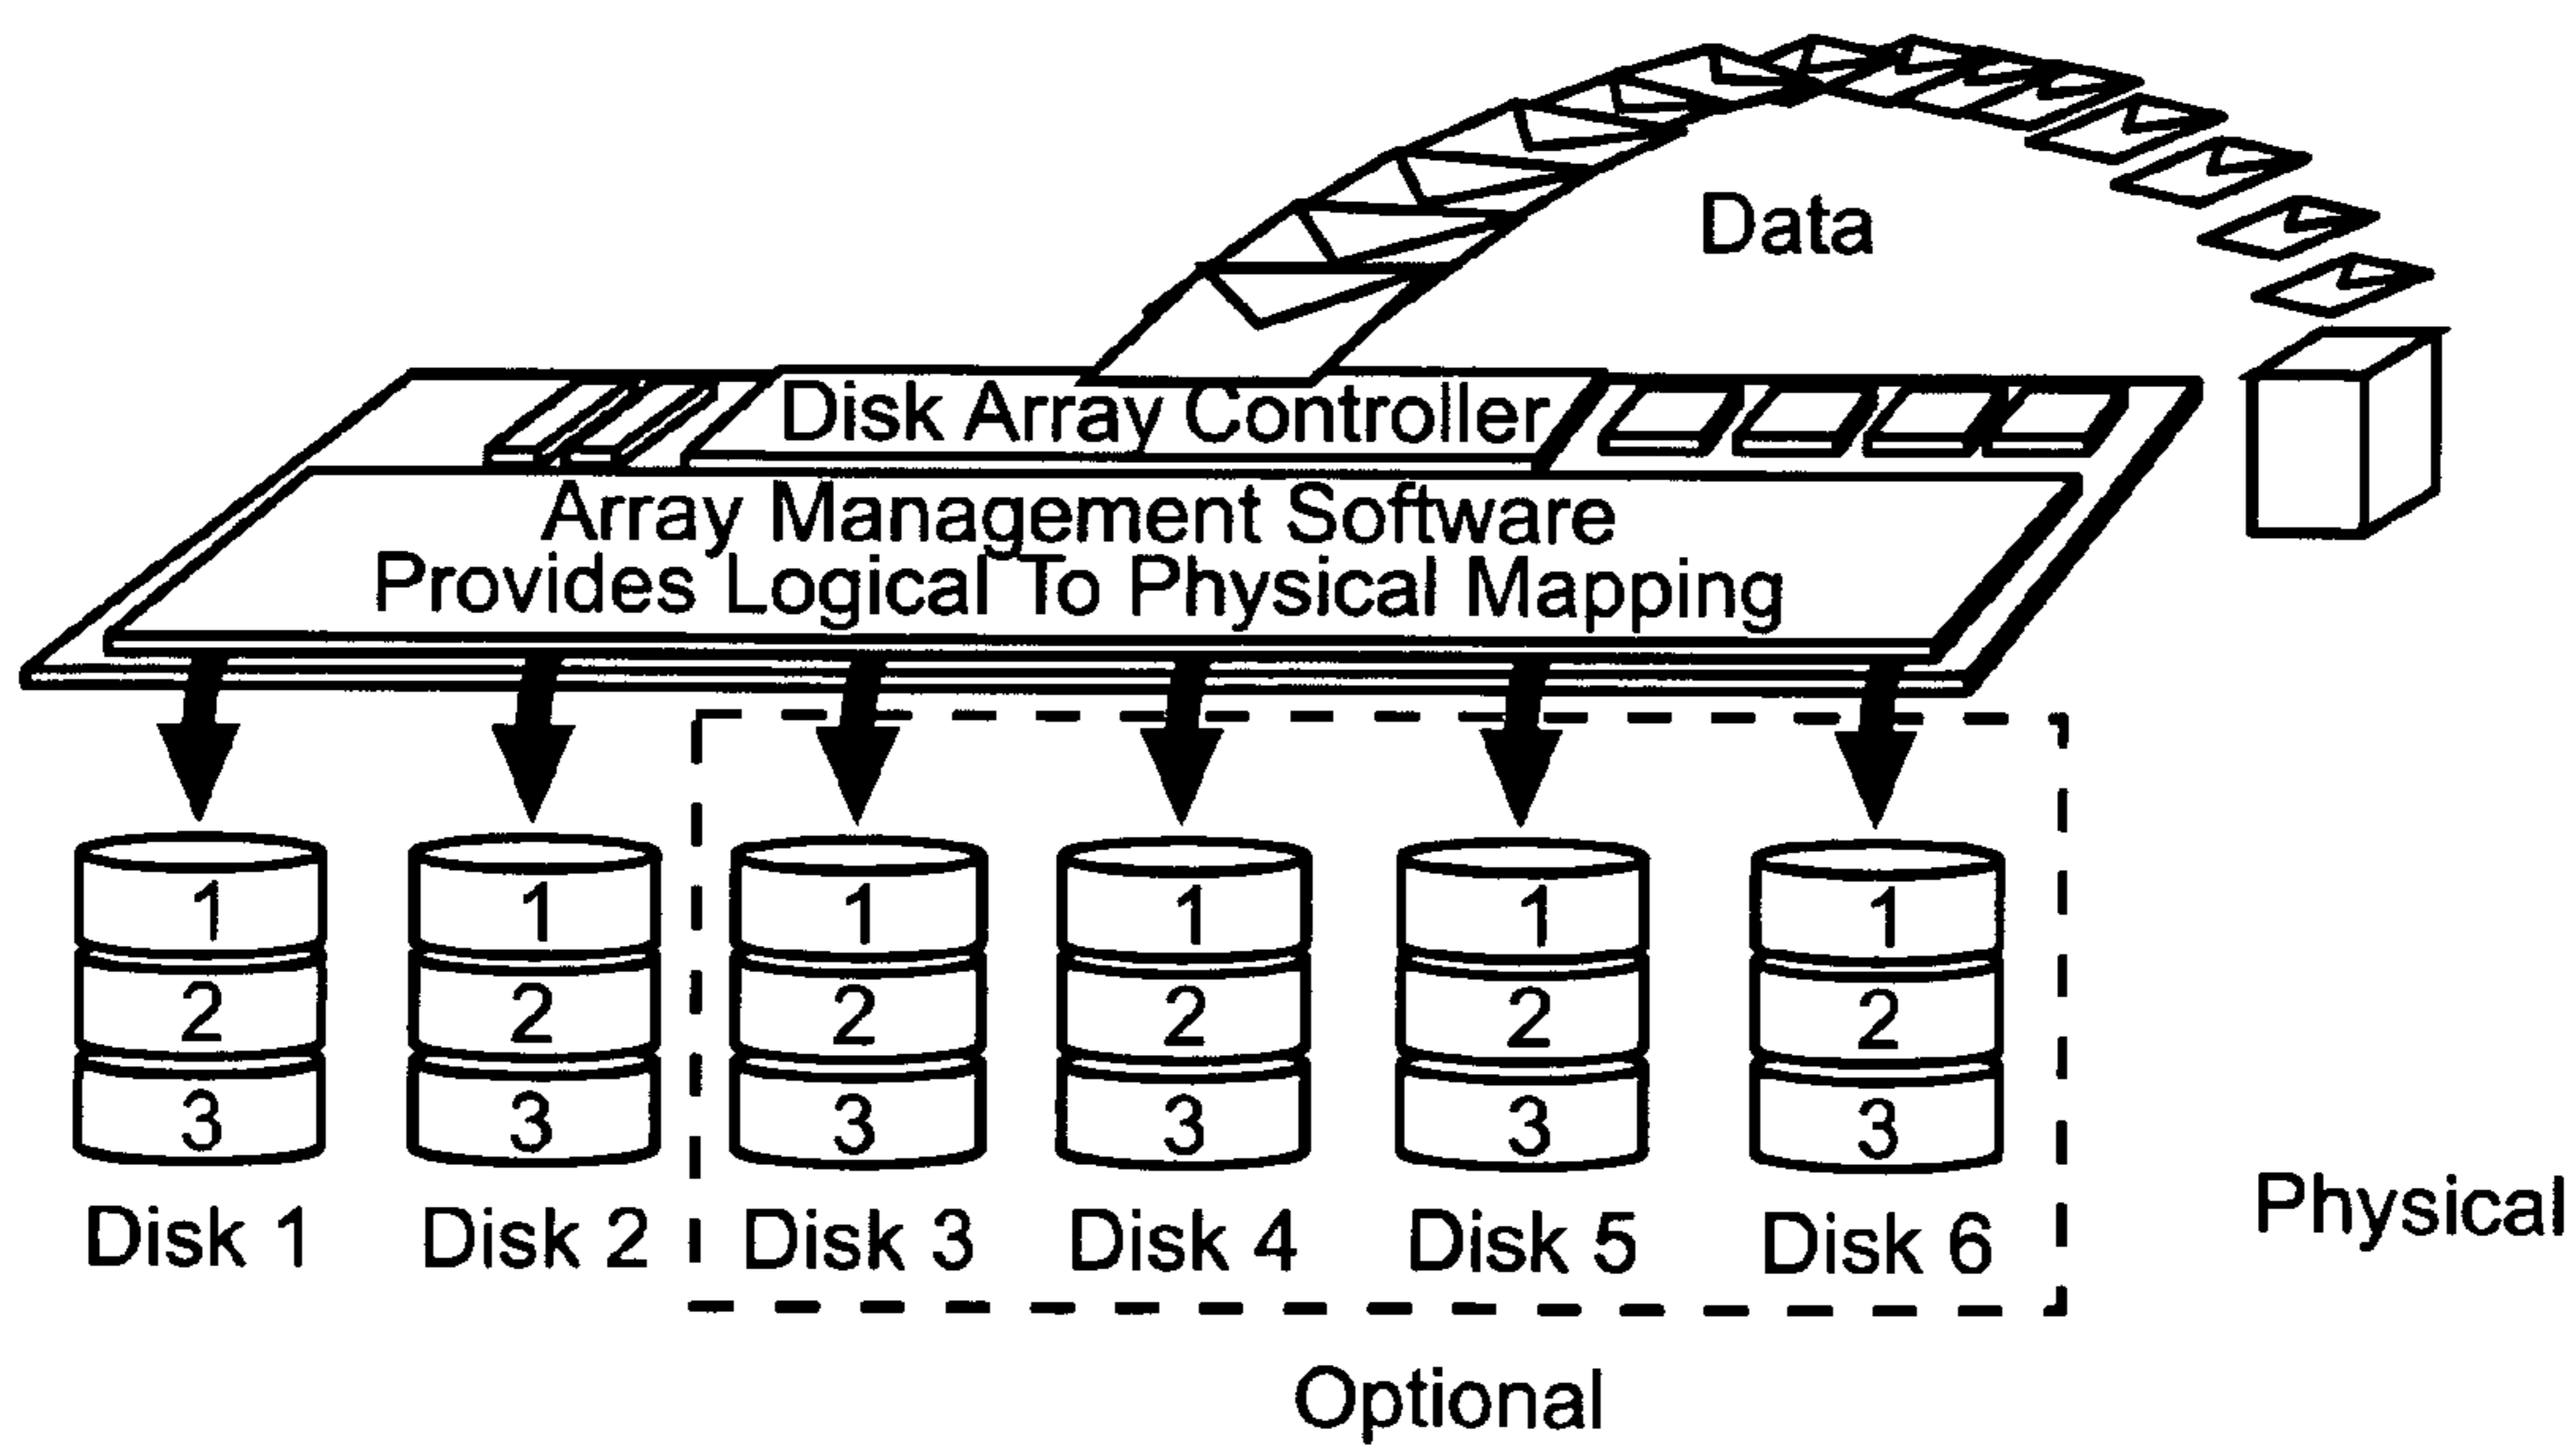 Data
Disk Array Controller
Array Management Software
Provides Logical To Physical Mapping
1 1 1 1 1 1
2 2 2 2 2 2
3 3 3 3 3 3
Disk 1 Disk 2 Disk 3 Disk 4 Disk 5 Disk 6
Physical
Optional